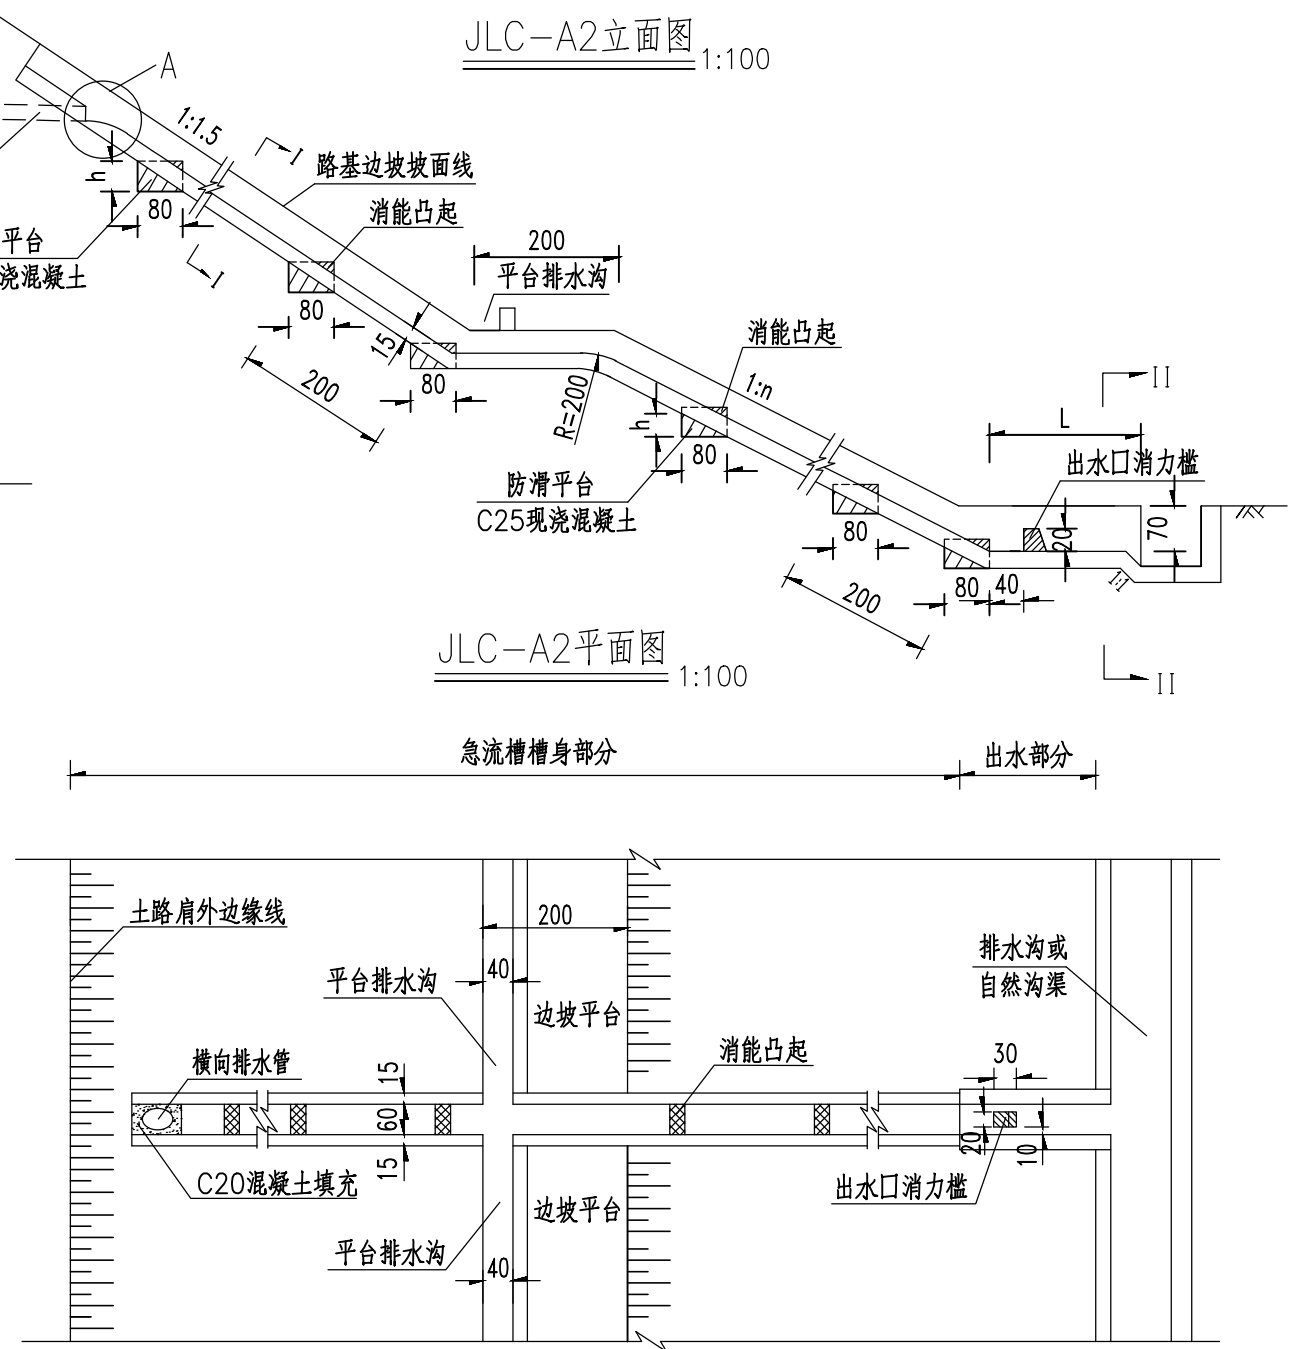 JLC-A2立面图 1:100
A
1:1.5
I
路基边坡坡面线
h
80
消能凸起
平台
浇混凝土
I
200
平台排水沟
80
15
消能凸起
80
200
R=200
1:n
II
h
80
L
出水口消力槛
防滑平台
C25现浇混凝土
70
20
80
200
80
40
1:1
JLC-A2平面图 1:100
II
急流槽槽身部分
出水部分
土路肩外边缘线
200
排水沟或
自然沟渠
平台排水沟
40
边坡平台
横向排水管
消能凸起
30
15
60
15
20
10
C20混凝土填充
出水口消力槛
边坡平台
平台排水沟
40